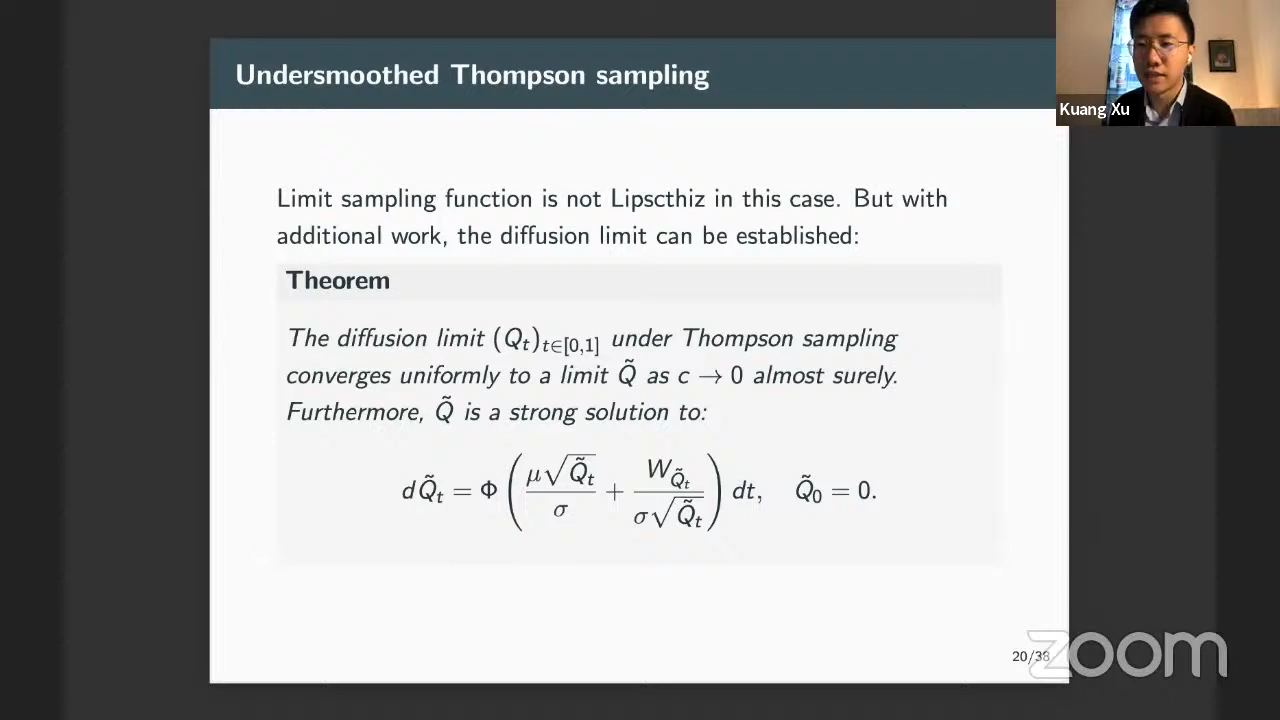 Undersmoothed Thompson sampling
Kuang Xu
Limit sampling function is not Lipscthiz in this case. But with
additional work, the diffusion limit can be established:
Theorem
The diffusion limit (Q_t)_{t∈[0,1]} under Thompson sampling
converges uniformly to a limit Q̃ as c → 0 almost surely.
Furthermore, Q̃ is a strong solution to:
dQ̃_t = Φ ( μ√Q̃_t / σ + W_{Q̃_t} / σ√Q̃_t ) dt, Q̃_0 = 0.
20/38
zoom